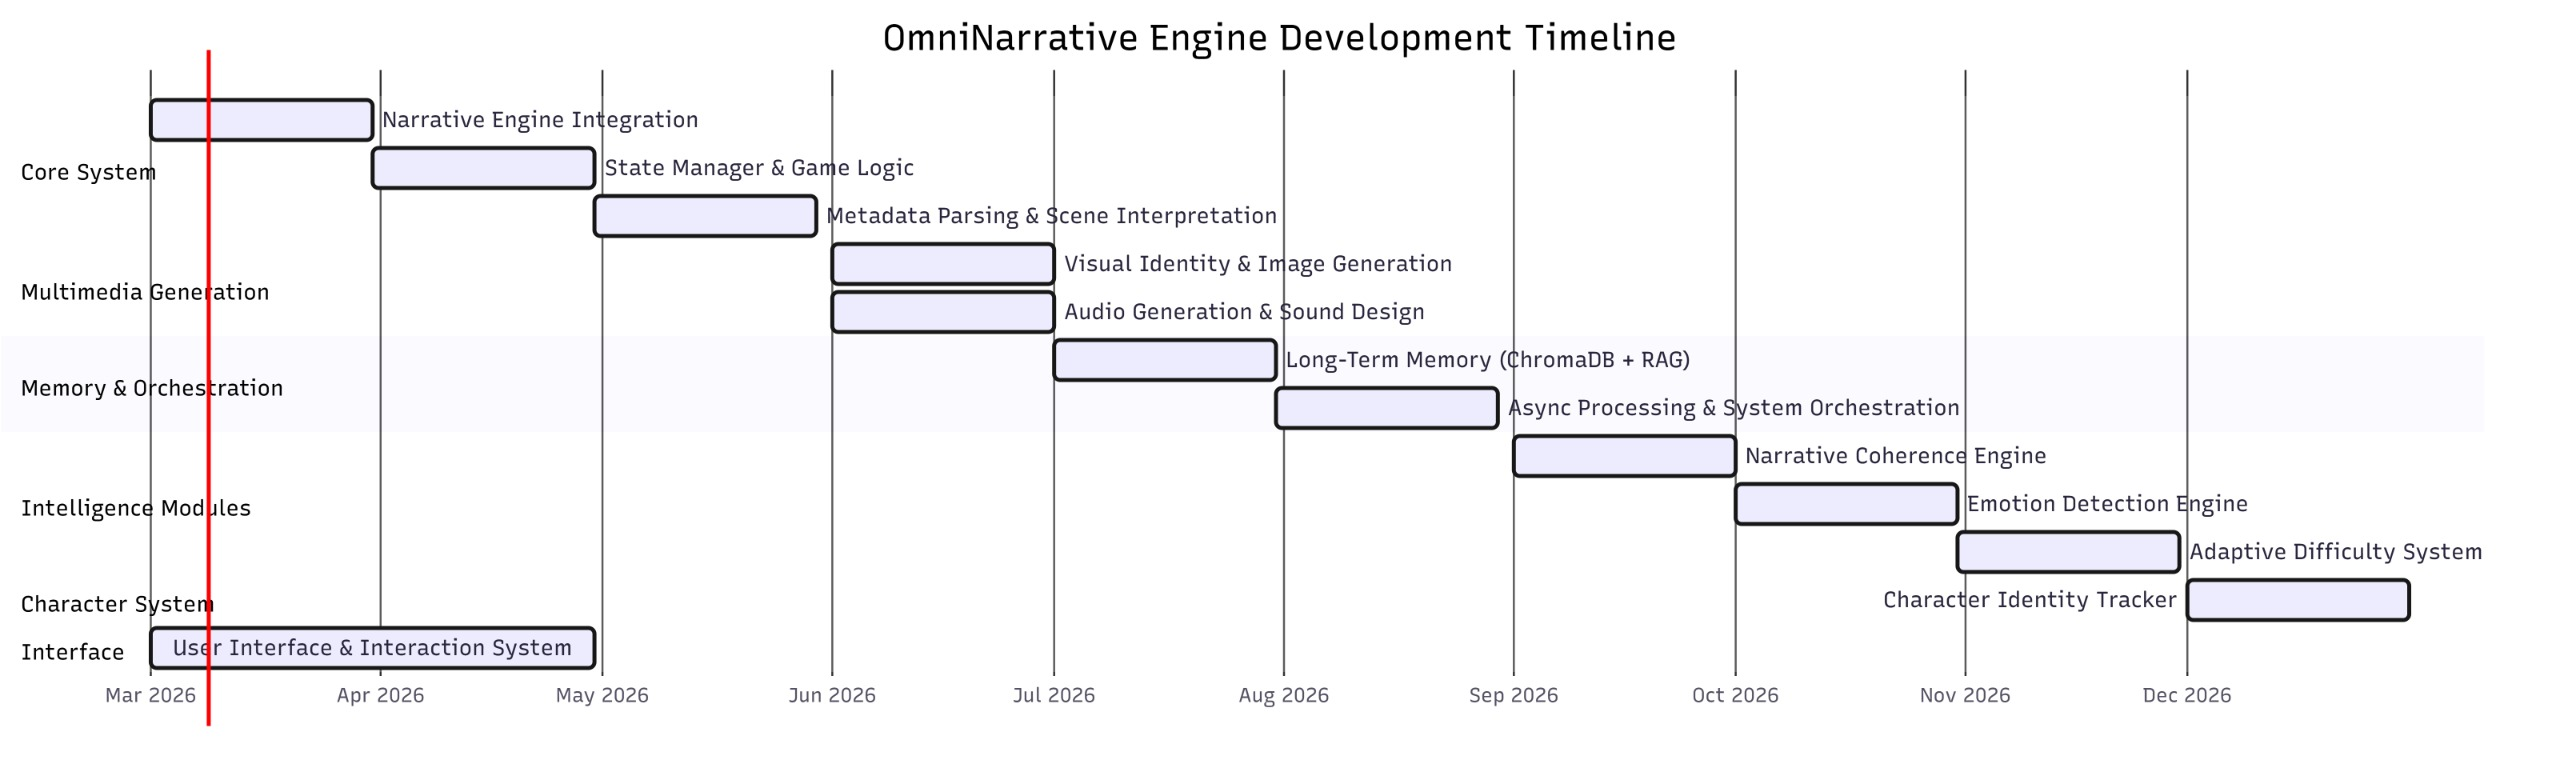 OmniNarrative Engine Development Timeline
Narrative Engine Integration
Core System
State Manager & Game Logic
Metadata Parsing & Scene Interpretation
Visual Identity & Image Generation
Multimedia Generation
Audio Generation & Sound Design
Long-Term Memory (ChromaDB + RAG)
Memory & Orchestration
Async Processing & System Orchestration
Narrative Coherence Engine
Intelligence Modules
Emotion Detection Engine
Adaptive Difficulty System
Character System
Character Identity Tracker
Interface
User Interface & Interaction System
Mar 2026
Apr 2026
May 2026
Jun 2026
Jul 2026
Aug 2026
Sep 2026
Oct 2026
Nov 2026
Dec 2026